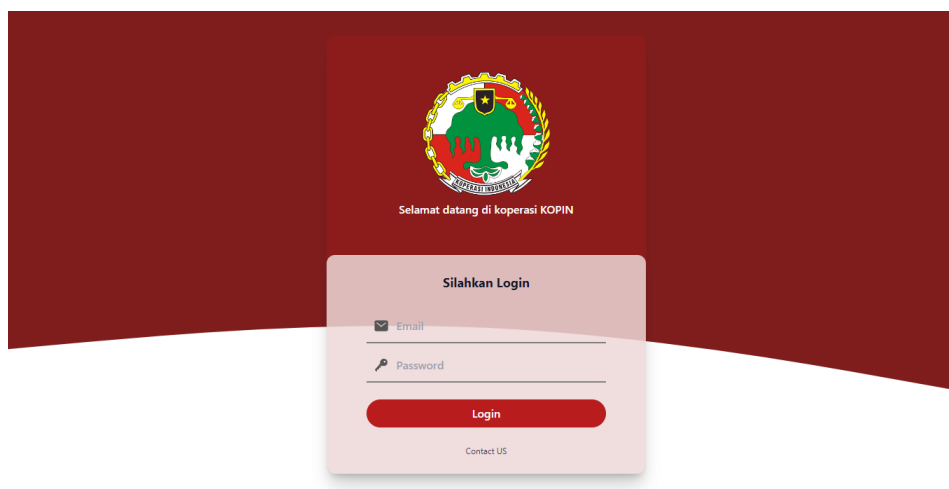 KOPERASI INDONESIA
Selamat datang di koperasi KOPIN
Silahkan Login
Email
Password
Login
Contact US